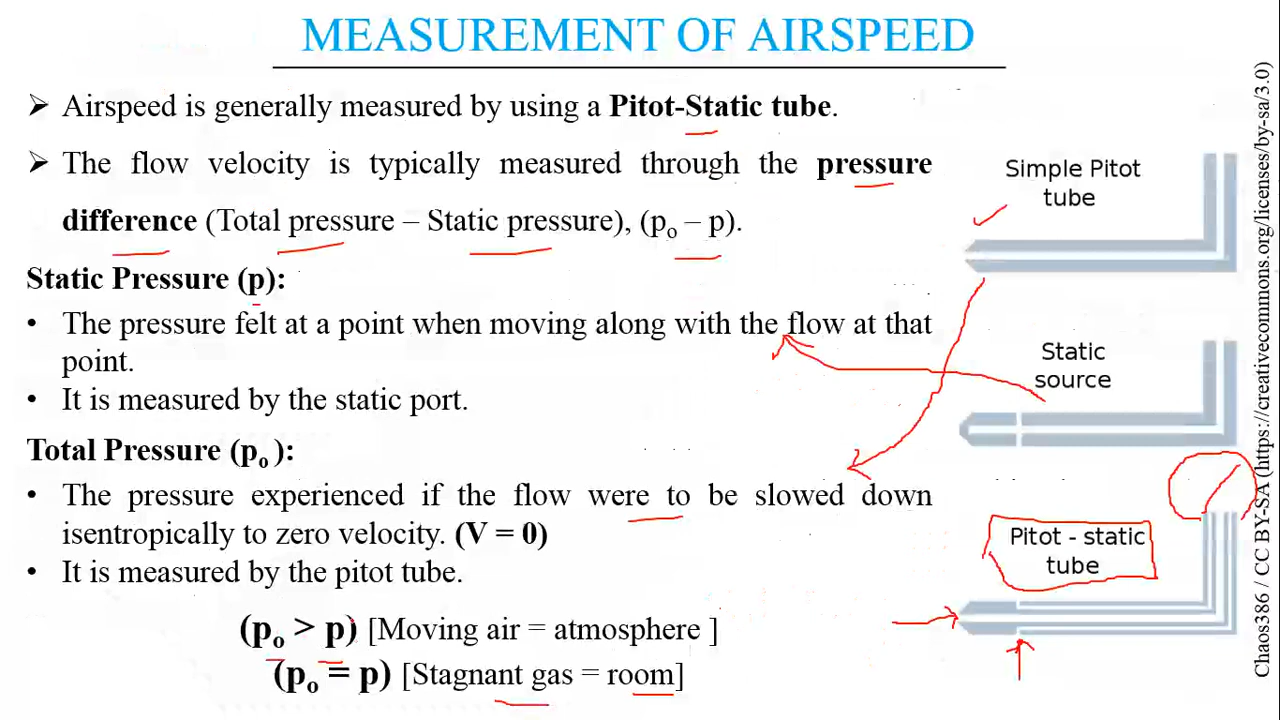 MEASUREMENT OF AIRSPEED
➢ Airspeed is generally measured by using a Pitot-Static tube.
➢ The flow velocity is typically measured through the pressure
difference (Total pressure – Static pressure), (pₒ – p).
Static Pressure (p):
• The pressure felt at a point when moving along with the flow at that
point.
• It is measured by the static port.
Total Pressure (pₒ ):
• The pressure experienced if the flow were to be slowed down
isentropically to zero velocity. (V = 0)
• It is measured by the pitot tube.
(pₒ > p) [Moving air = atmosphere ]
(pₒ = p) [Stagnant gas = room]
Simple Pitot
tube
Static
source
Pitot - static
tube
Chaos386 / CC BY-SA (https://creativecommons.org/licenses/by-sa/3.0)